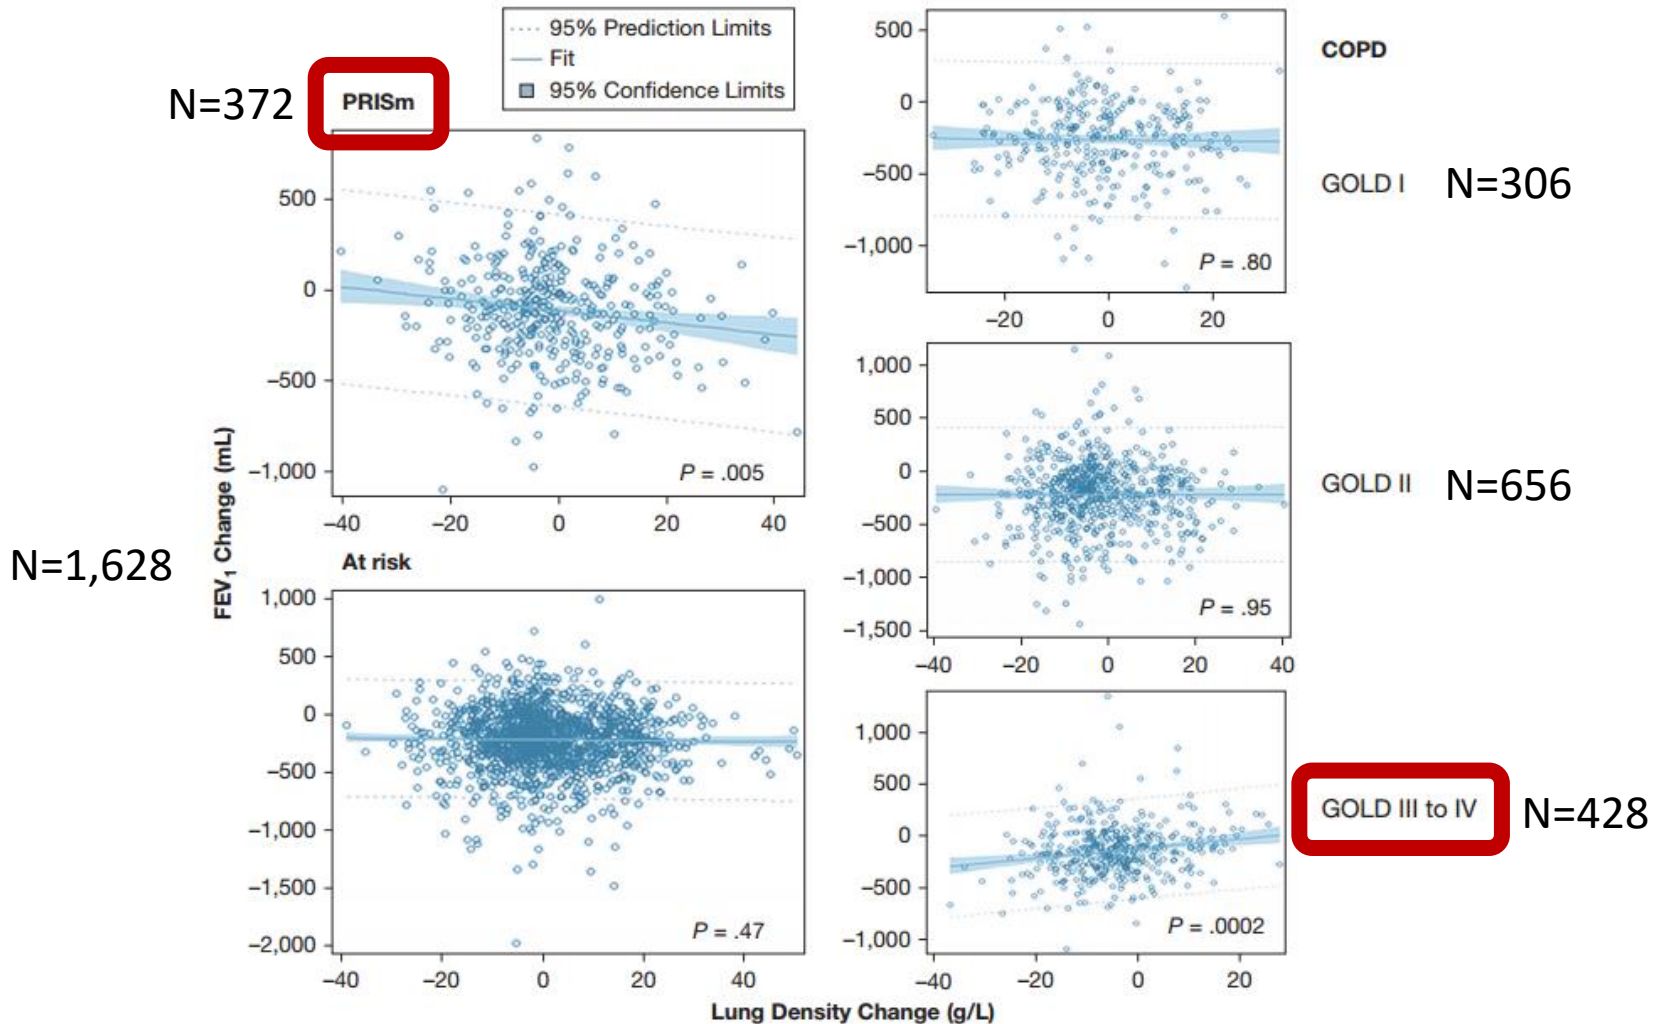 95% Prediction Limits
Fit
95% Confidence Limits
N=372
PRISm
500
0
−500
−1,000
P = .005
−40 −20 0 20 40
N=1,628
FEV1 Change (mL)
At risk
1,000
500
0
−500
−1,000
−1,500
−2,000
P = .47
−40 −20 0 20 40
COPD
500
0
−500
−1,000
P = .80
−20 0 20
GOLD I N=306
1,000
500
0
−500
−1,000
−1,500
P = .95
−40 −20 0 20 40
GOLD II N=656
1,000
500
0
−500
−1,000
P = .0002
−40 −20 0 20
GOLD III to IV N=428
Lung Density Change (g/L)